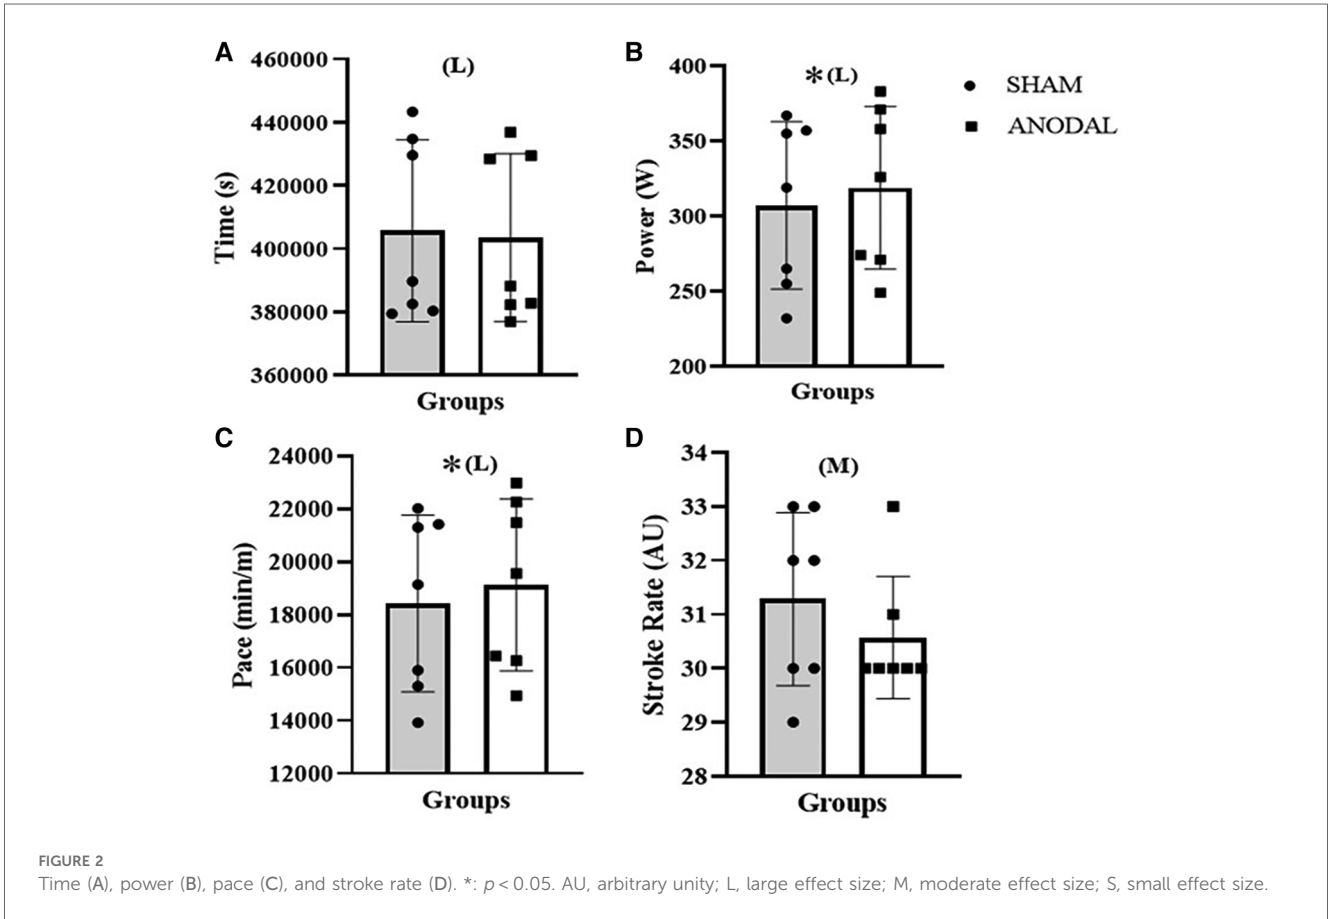 A
(L)
460000
440000
420000
400000
380000
360000
Time (s)
Groups
B
*(L)
400
350
300
250
200
Power (W)
Groups
SHAM
ANODAL
C
*(L)
24000
22000
20000
18000
16000
14000
12000
Pace (min/m)
Groups
D
(M)
34
33
32
31
30
29
28
Stroke Rate (AU)
Groups
FIGURE 2
Time (A), power (B), pace (C), and stroke rate (D). *: p < 0.05. AU, arbitrary unity; L, large effect size; M, moderate effect size; S, small effect size.